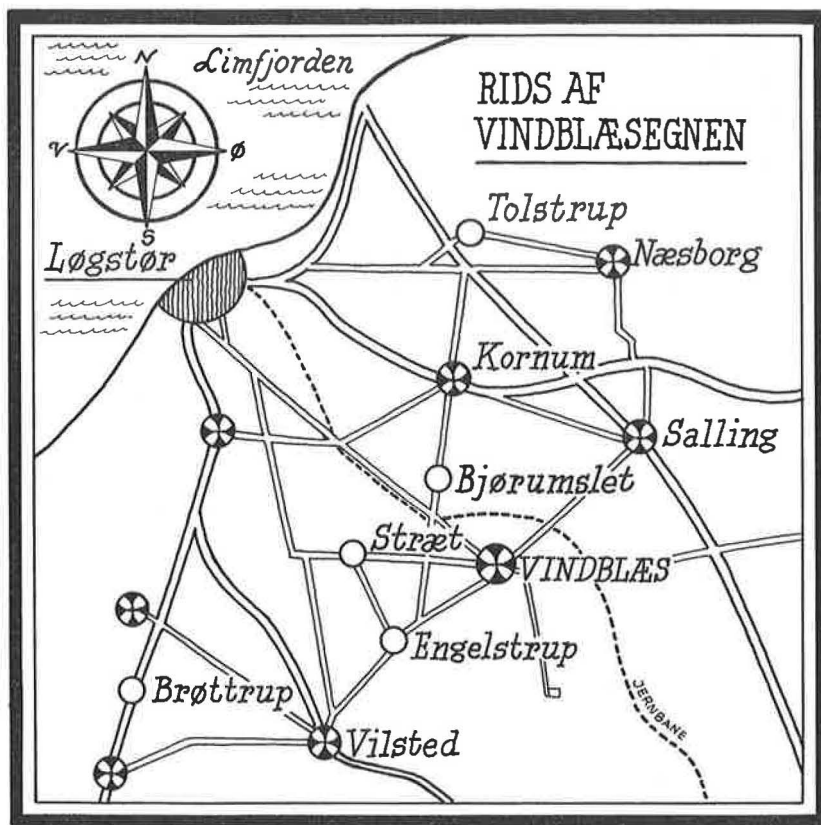 N
Limfjorden
RIDS AF
VINDBLÆSEGNEN
V
Ø
S
Tolstrup
Løgstør
Næsborg
Kornum
Salling
Bjørumslet
Stræt
VINDBLÆS
Engelstrup
Brøttrup
JERNBANE
Vilsted